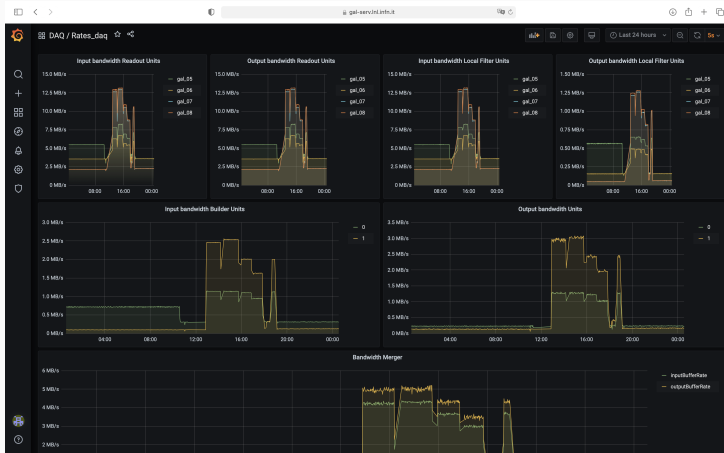 gal-serv.lnl.infn.it
DAQ / Rates_daq
Last 24 hours
5s
Input bandwidth Readout Units
15.0 MB/s
12.5 MB/s
10.0 MB/s
7.5 MB/s
5.0 MB/s
2.5 MB/s
0 MB/s
08:00 16:00 00:00
gal_05
gal_06
gal_07
gal_08
Output bandwidth Readout Units
15.0 MB/s
12.5 MB/s
10.0 MB/s
7.5 MB/s
5.0 MB/s
2.5 MB/s
0 MB/s
08:00 16:00 00:00
gal_05
gal_06
gal_07
gal_08
Input bandwidth Local Filter Units
15.0 MB/s
12.5 MB/s
10.0 MB/s
7.5 MB/s
5.0 MB/s
2.5 MB/s
0 MB/s
08:00 16:00 00:00
gal_05
gal_06
gal_07
gal_08
Output bandwidth Local Filter Units
1.50 MB/s
1.25 MB/s
1.00 MB/s
0.75 MB/s
0.50 MB/s
0.25 MB/s
0 MB/s
08:00 16:00 00:00
gal_05
gal_06
gal_07
gal_08
Input bandwidth Builder Units
3.0 MB/s
2.5 MB/s
2.0 MB/s
1.5 MB/s
1.0 MB/s
0.5 MB/s
0 MB/s
04:00 08:00 12:00 16:00 20:00 00:00
0
1
Output bandwdith Units
3.5 MB/s
3.0 MB/s
2.5 MB/s
2.0 MB/s
1.5 MB/s
1.0 MB/s
0.5 MB/s
0 MB/s
04:00 08:00 12:00 16:00 20:00 00:00
0
1
Bandwidth Merger
6 MB/s
5 MB/s
4 MB/s
3 MB/s
2 MB/s
inputBufferRate
outputBufferRate